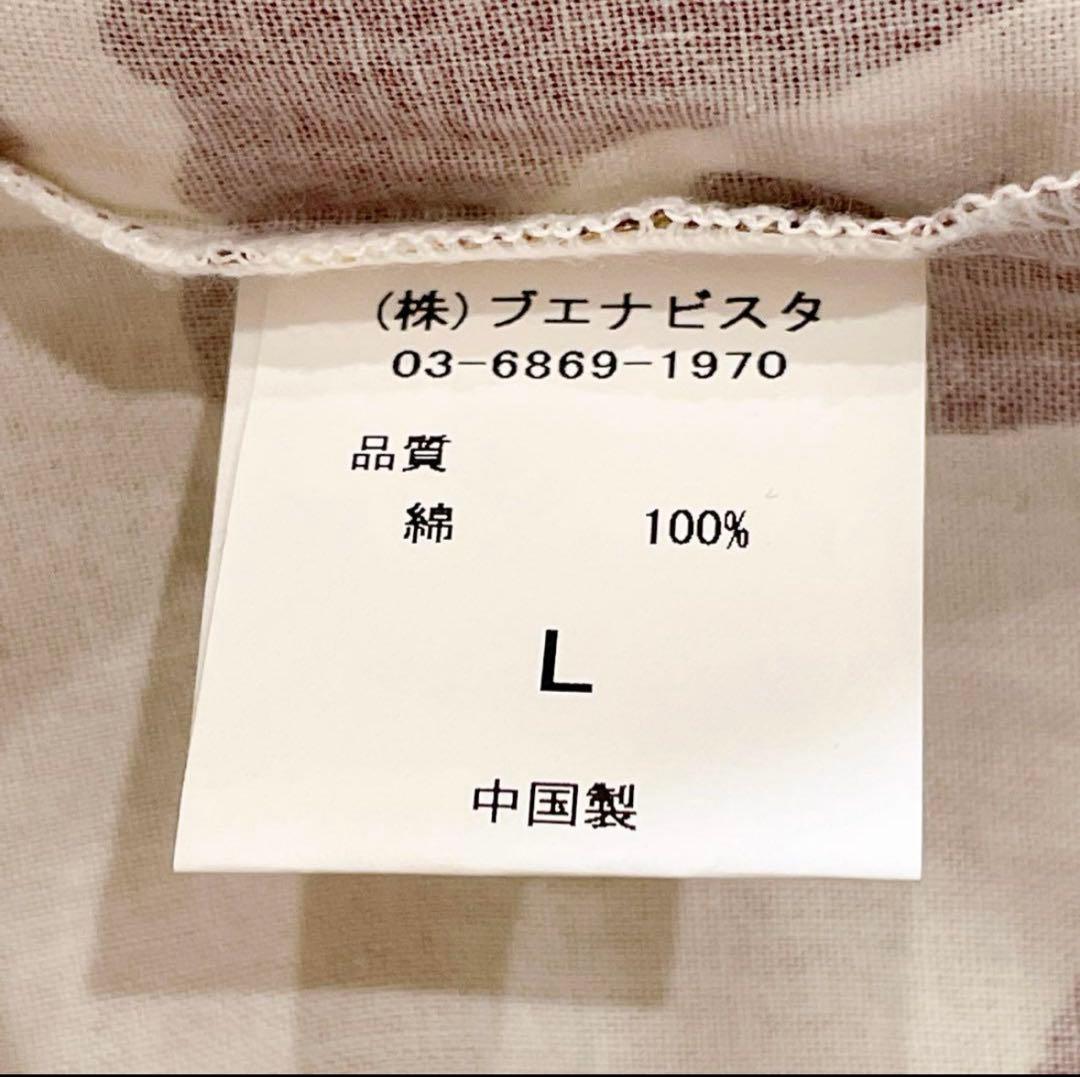 (株)ブエナビスタ
03-6869-1970
品質
綿 100%
L
中国製